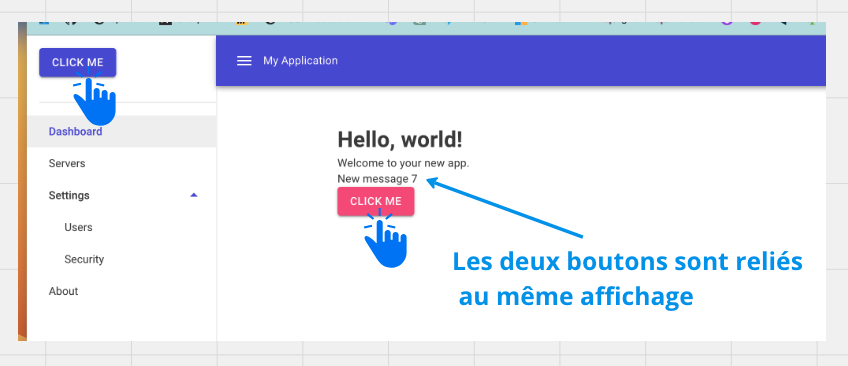 CLICK ME
My Application
Dashboard
Servers
Settings
Users
Security
About
Hello, world!
Welcome to your new app.
New message 7
CLICK ME
Les deux boutons sont reliés
au même affichage